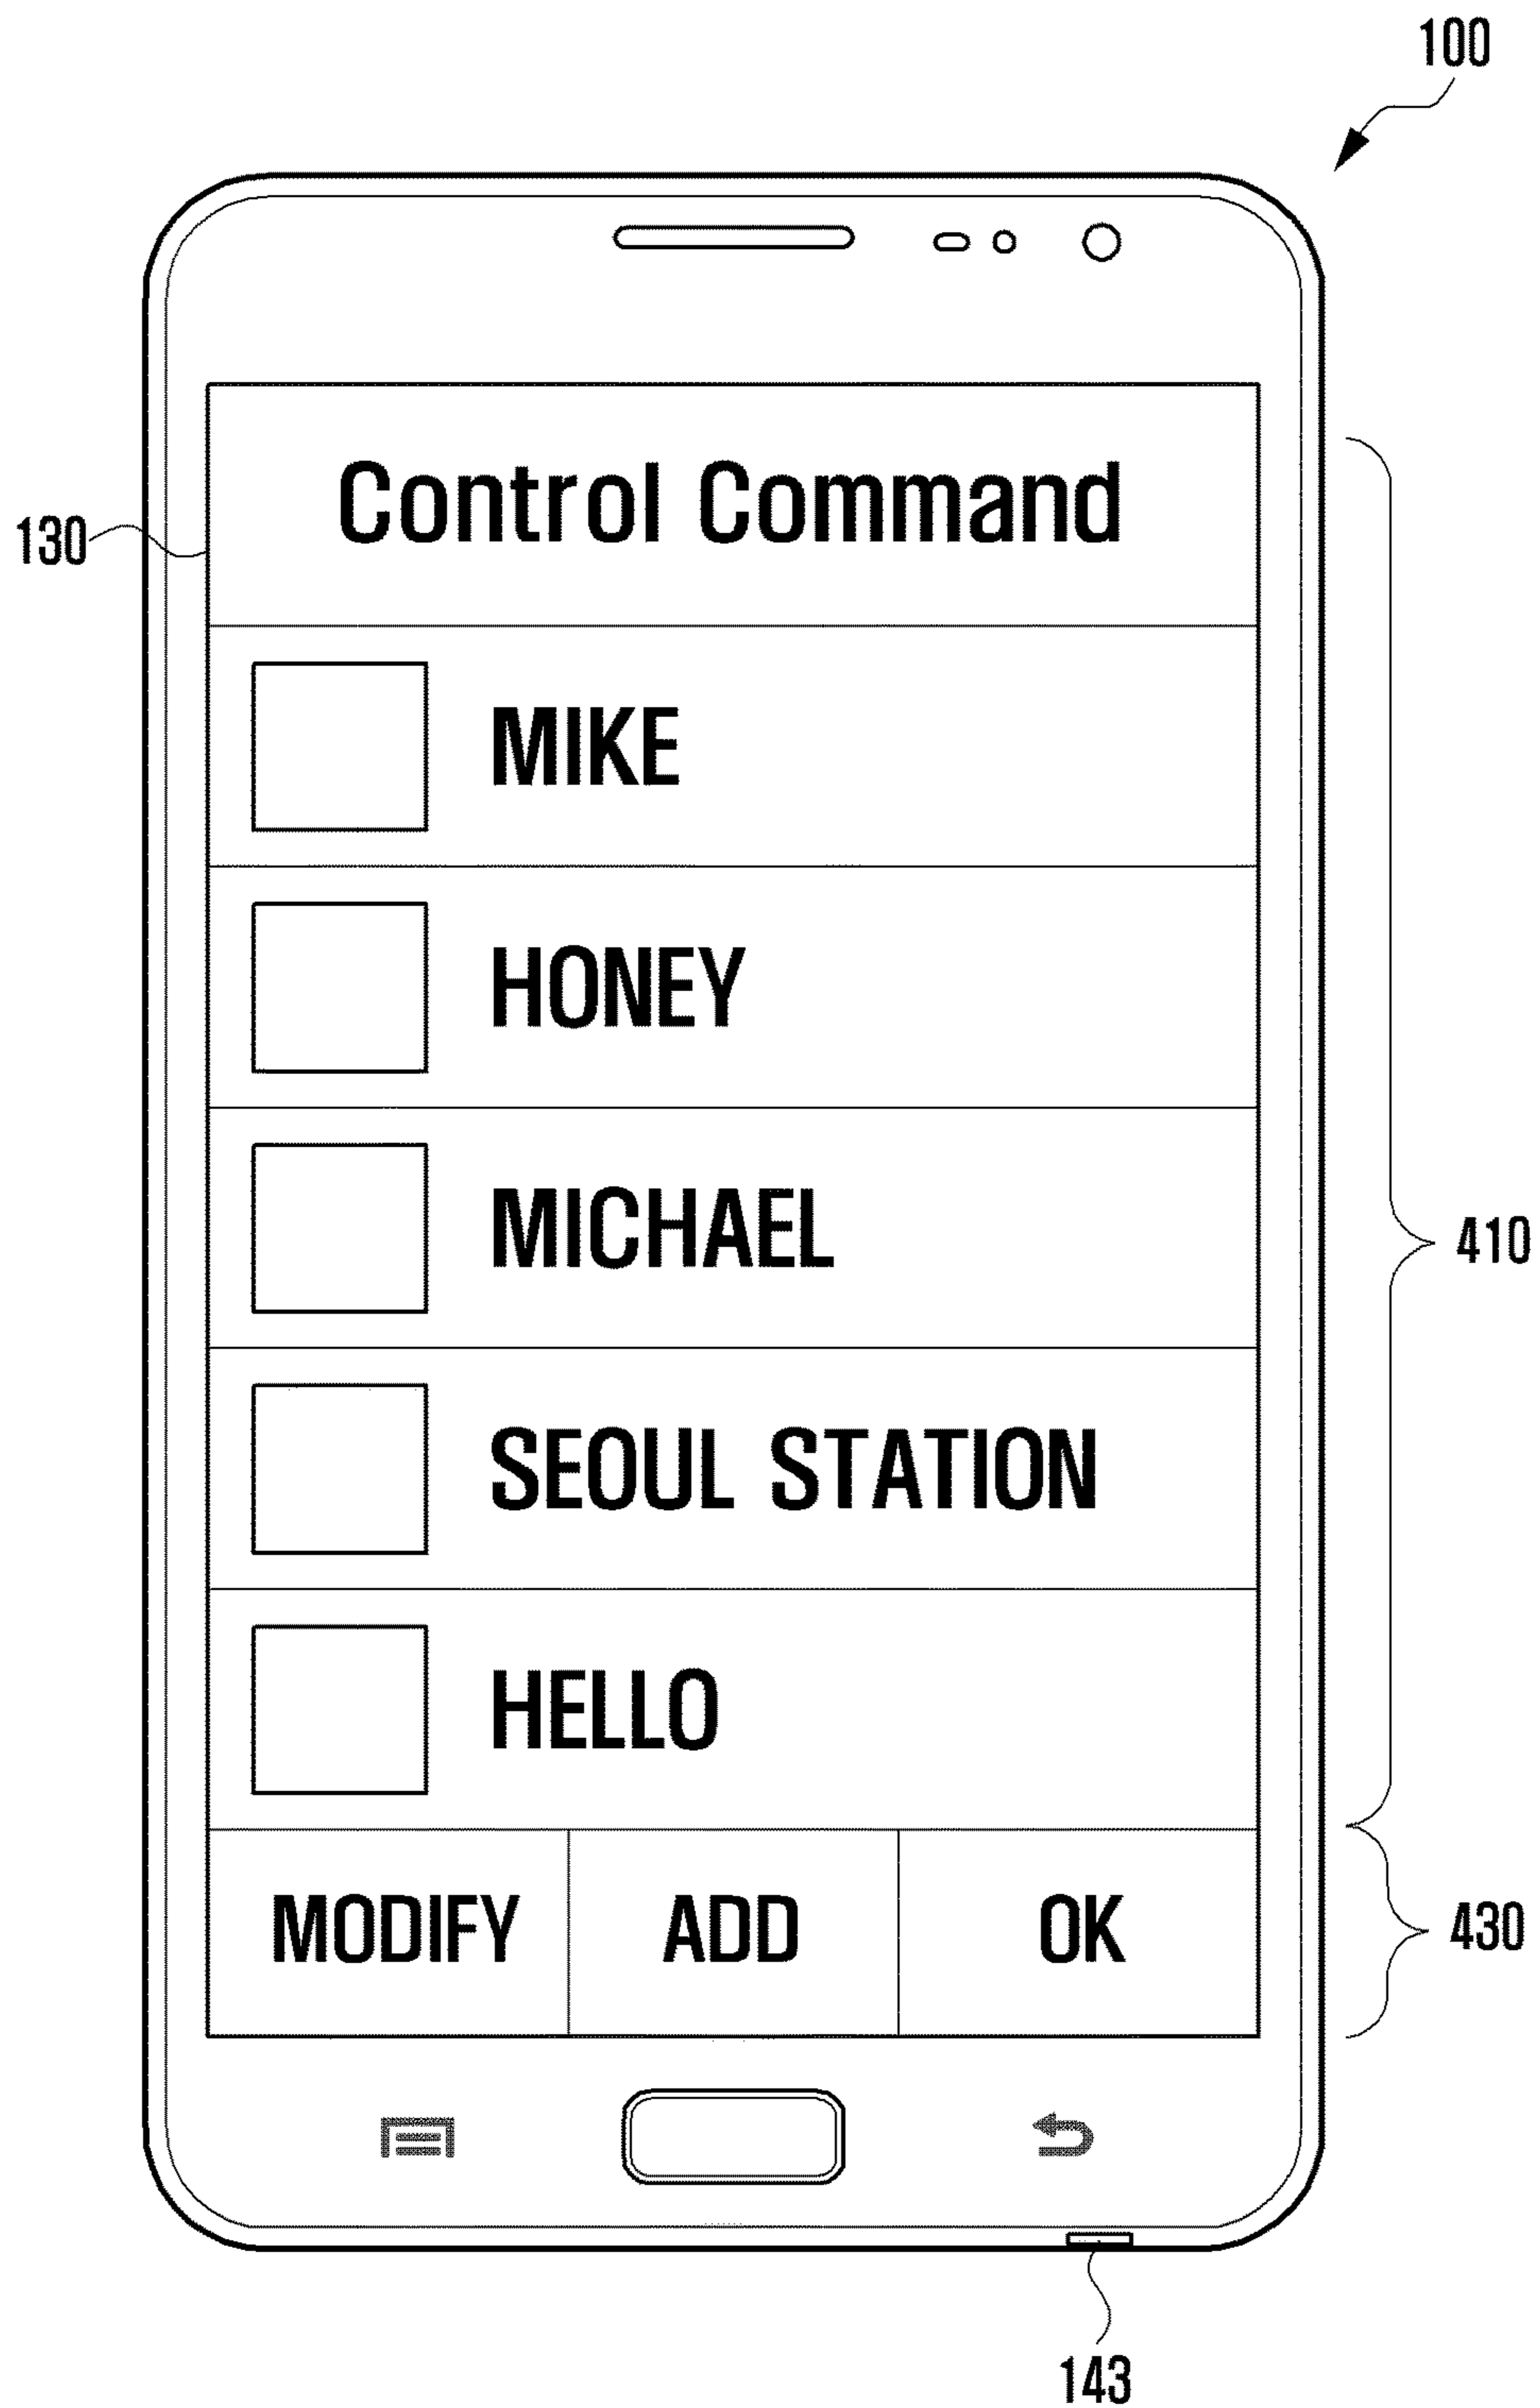 100
Control Command
130
MIKE
HONEY
MICHAEL
410
SEOUL STATION
HELLO
MODIFY ADD OK
430
143